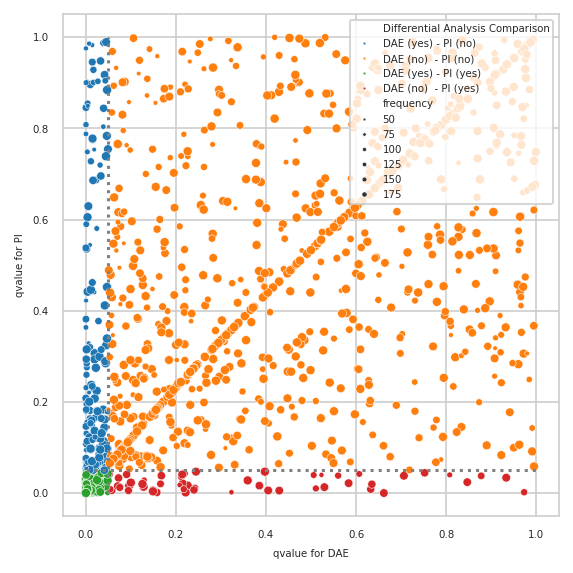 Differential Analysis Comparison
DAE (yes) - PI (no)
DAE (no)  - PI (no)
DAE (yes) - PI (yes)
DAE (no)  - PI (yes)
frequency
50
75
100
125
150
175
1.0
0.8
0.6
0.4
0.2
0.0
qvalue for PI
0.0 0.2 0.4 0.6 0.8 1.0
qvalue for DAE